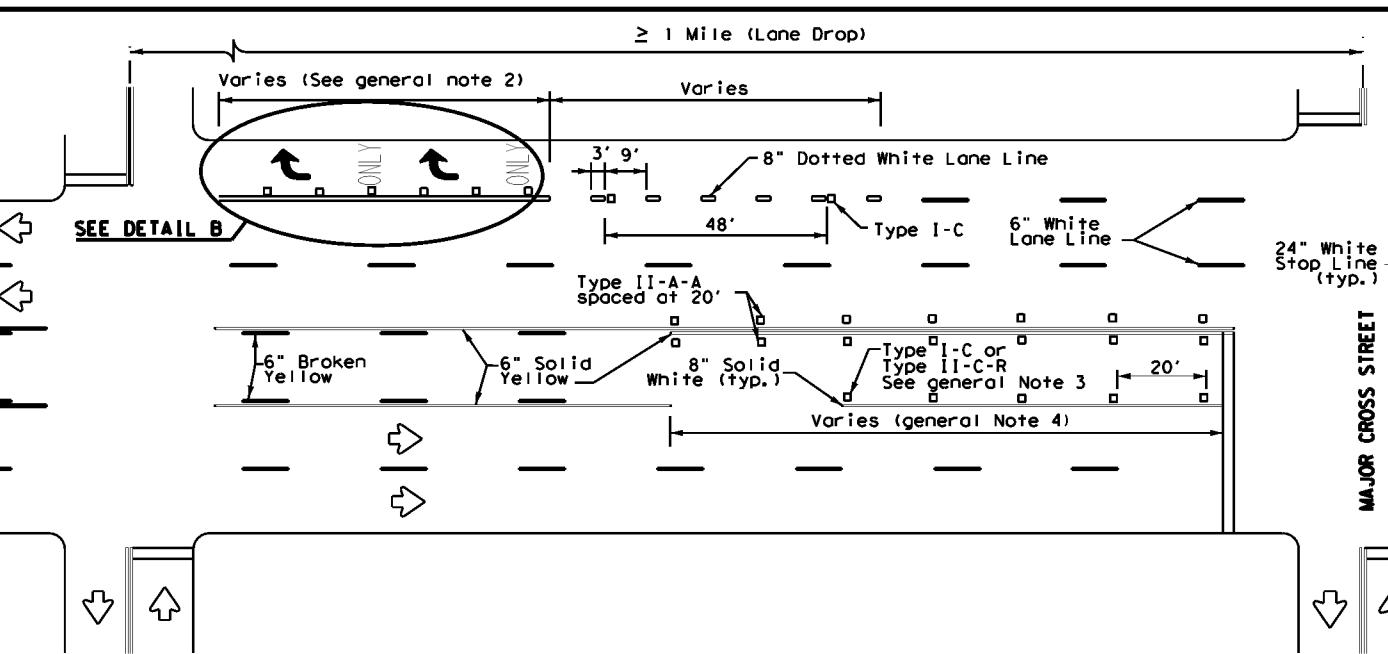 ≥ 1 Mile (Lane Drop)
Varies (See general note 2)
Varies
ONLY
ONLY
3' 9'
8" Dotted White Lane Line
SEE DETAIL B
48'
Type I-C
6" White
Lane Line
24" White
Stop Line
(typ.)
Type II-A-A
spaced at 20'
6" Broken
Yellow
6" Solid
Yellow
8" Solid
White (typ.)
Type I-C or
Type II-C-R
See general Note 3
20'
Varies (general Note 4)
MAJOR CROSS STREET